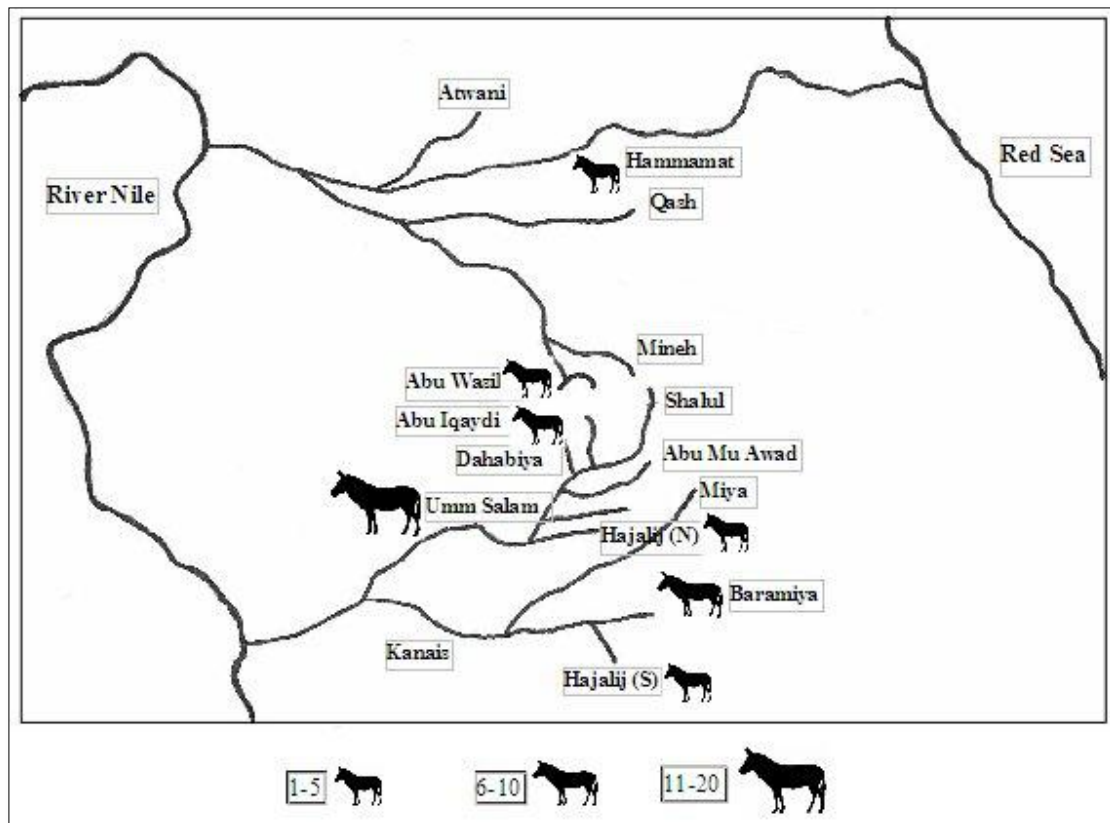 Atwani
Hammamat
Red Sea
River Nile
Qash
Mineh
Abu Wasil
Shalul
Abu Iqaydi
Dahabiya
Abu Mu Awad
Miya
Umm Salam
Hajalij (N)
Baramiya
Kanais
Hajalij (S)
1-5
6-10
11-20